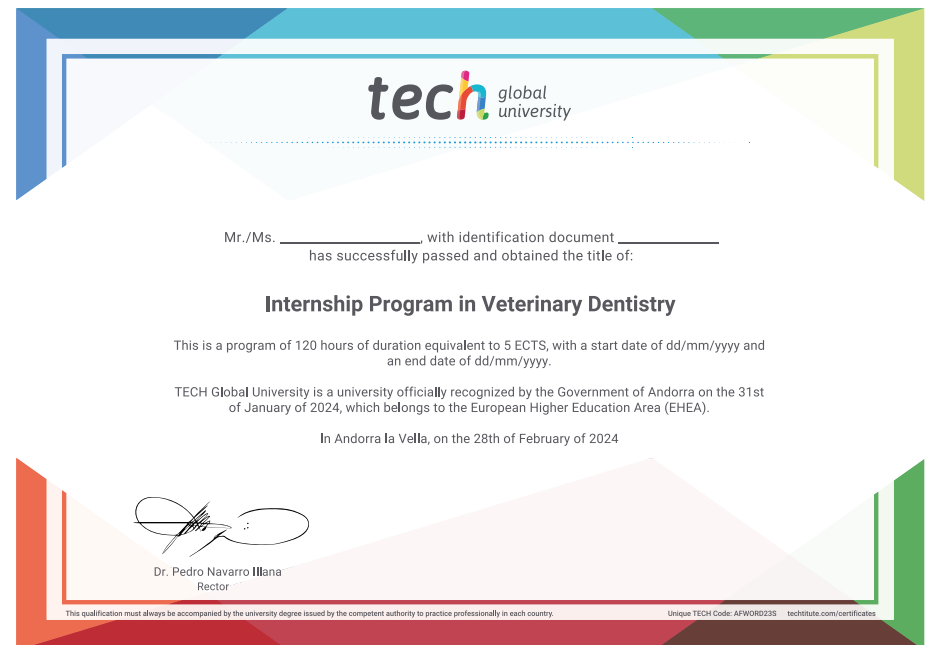 tech global
university
Mr./Ms. ______________, with identification document __________
has successfully passed and obtained the title of:
Internship Program in Veterinary Dentistry
This is a program of 120 hours of duration equivalent to 5 ECTS, with a start date of dd/mm/yyyy and
an end date of dd/mm/yyyy.
TECH Global University is a university officially recognized by the Government of Andorra on the 31st
of January of 2024, which belongs to the European Higher Education Area (EHEA).
In Andorra la Vella, on the 28th of February of 2024
Dr. Pedro Navarro Illana
Rector
This qualification must always be accompanied by the university degree issued by the competent authority to practice professionally in each country. Unique TECH Code: AFWORD23S techtitute.com/certificates